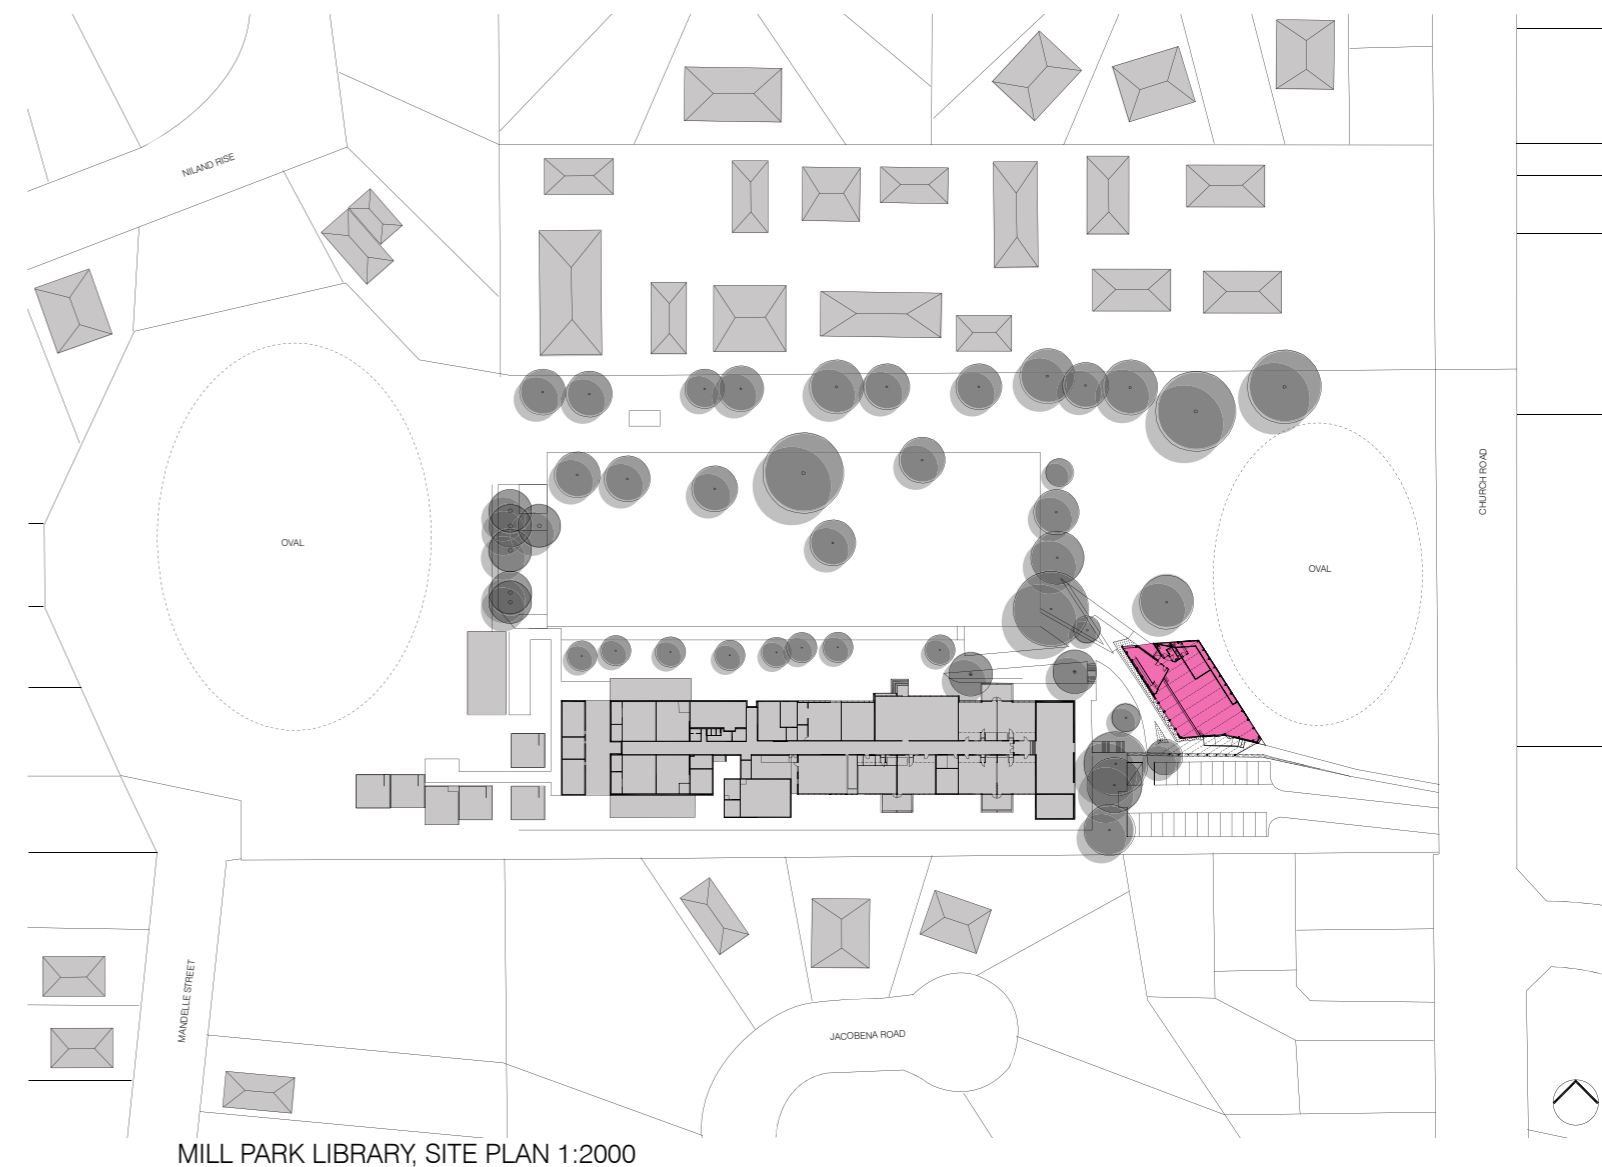 NILAND RISE
CHURCH ROAD
OVAL
OVAL
MANDELLE STREET
JACOBENA ROAD
MILL PARK LIBRARY, SITE PLAN 1:2000